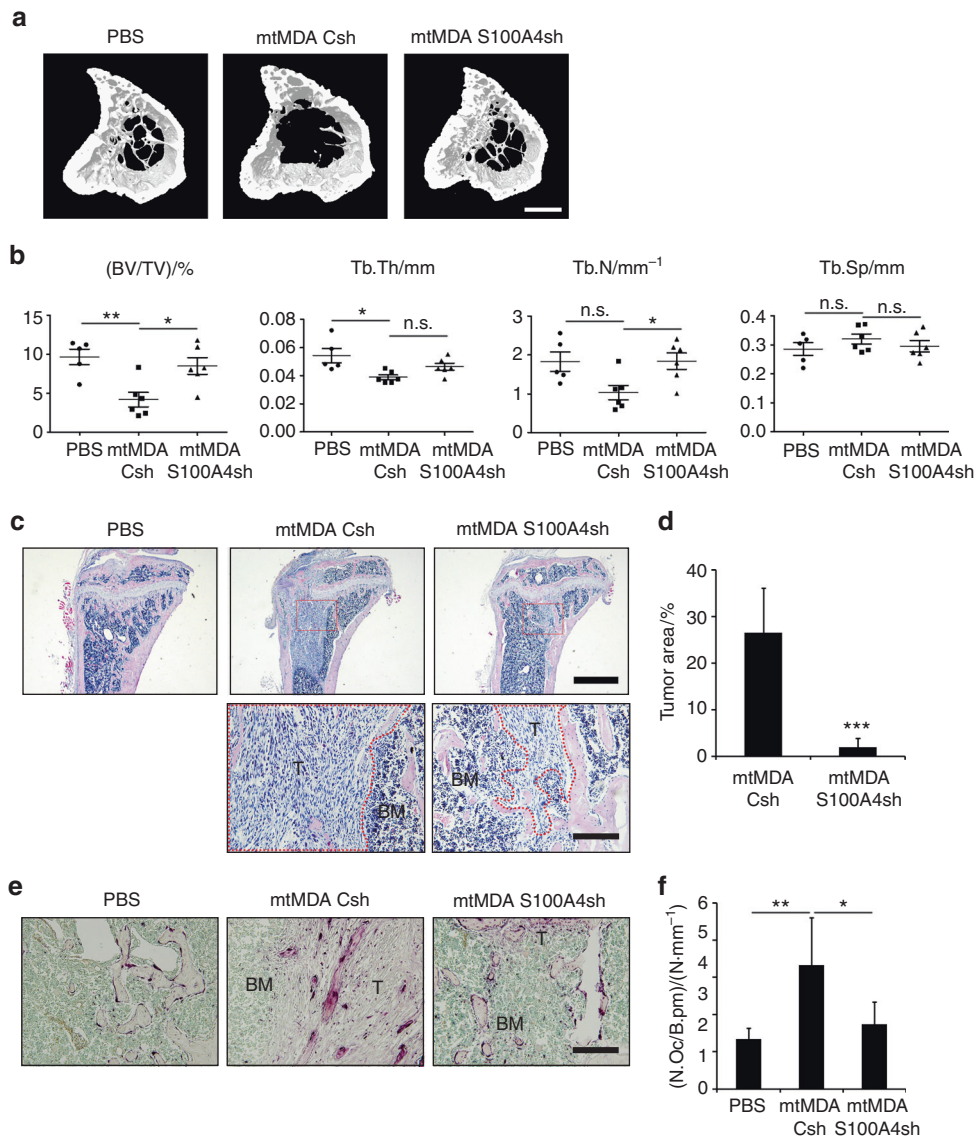 a
PBS
mtMDA Csh
mtMDA S100A4sh
b
(BV/TV)/%
15
10
5
0
**
*
PBS
mtMDA
Csh
mtMDA
S100A4sh
Tb.Th/mm
0.08
0.06
0.04
0.02
0.00
*
n.s.
PBS
mtMDA
Csh
mtMDA
S100A4sh
Tb.N/mm⁻¹
3
2
1
0
n.s.
*
PBS
mtMDA
Csh
mtMDA
S100A4sh
Tb.Sp/mm
0.4
0.3
0.2
0.1
0.0
n.s.
n.s.
PBS
mtMDA
Csh
mtMDA
S100A4sh
c
PBS
mtMDA Csh
mtMDA S100A4sh
T
BM
T
BM
d
Tumor area/%
40
30
20
10
0
***
mtMDA
Csh
mtMDA
S100A4sh
e
PBS
mtMDA Csh
mtMDA S100A4sh
BM
T
T
BM
f
(N.Oc/B.pm)/(N·mm⁻¹)
6
5
4
3
2
1
0
**
*
PBS
mtMDA
Csh
mtMDA
S100A4sh